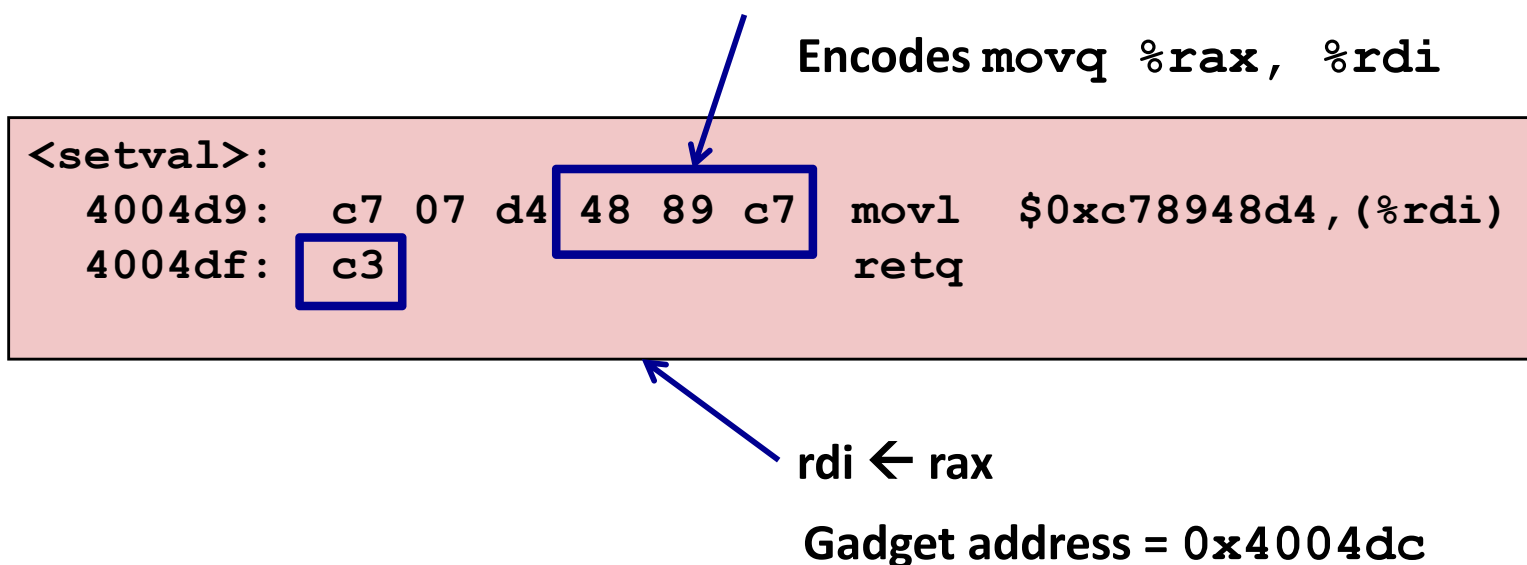 Encodes movq %rax, %rdi
<setval>:
4004d9: c7 07 d4 48 89 c7 movl $0xc78948d4,(%rdi)
4004df: c3 retq
rdi ← rax
Gadget address = 0x4004dc